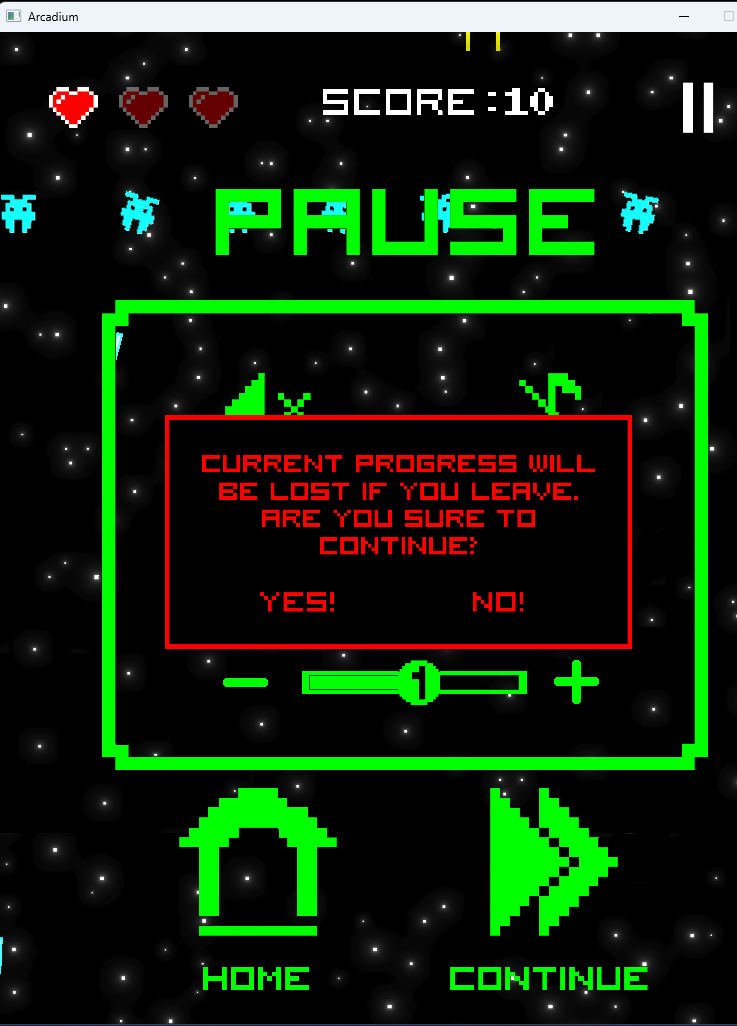 Arcadium
SCORE:10
PAUSE
CURRENT PROGRESS WILL
BE LOST IF YOU LEAVE.
ARE YOU SURE TO
CONTINUE?
YES!
NO!
1
HOME
CONTINUE